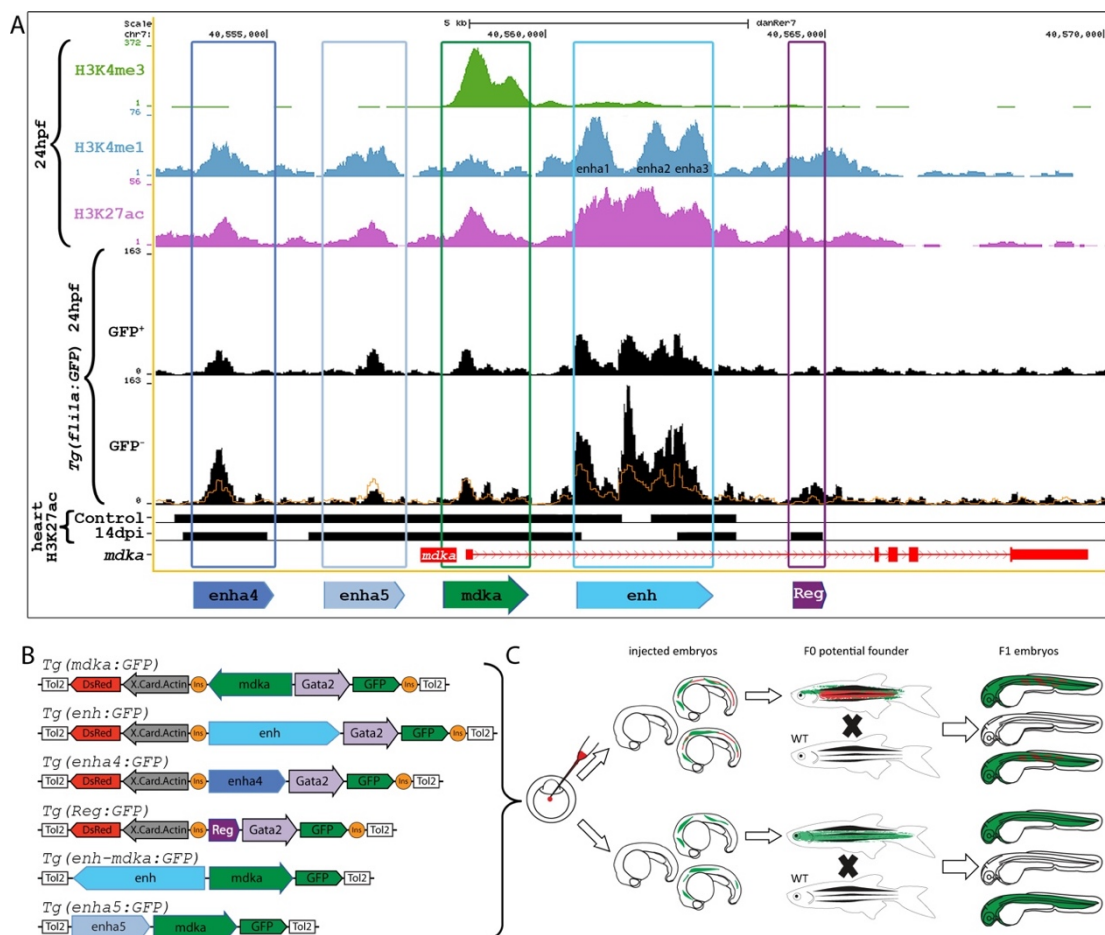 A
Scale
5 kb
danRer7
chr7:
40,555,000
40,560,000
40,565,000
40,570,000
372
H3K4me3
1
76
H3K4me1
enha1
enha2
enha3
1
56
H3K27ac
1
24hpf
163
GFP+
0
163
GFP-
0
Tg(fli1a:GFP) 24hpf
heart
H3K27ac
Control
14dpi
mdka
mdka
enha4
enha5
mdka
enh
Reg
B
Tg(mdka:GFP)
Tol2 DsRed X.Card.Actin Ins mdka Gata2 GFP Ins Tol2
Tg(enh:GFP)
Tol2 DsRed X.Card.Actin Ins enh Gata2 GFP Ins Tol2
Tg(enha4:GFP)
Tol2 DsRed X.Card.Actin Ins enha4 Gata2 GFP Ins Tol2
Tg(Reg:GFP)
Tol2 DsRed X.Card.Actin Ins Reg Gata2 GFP Ins Tol2
Tg(enh-mdka:GFP)
Tol2 enh mdka GFP Tol2
Tg(enha5:GFP)
Tol2 enha5 mdka GFP Tol2
C
injected embryos
F0 potential founder
F1 embryos
WT
WT